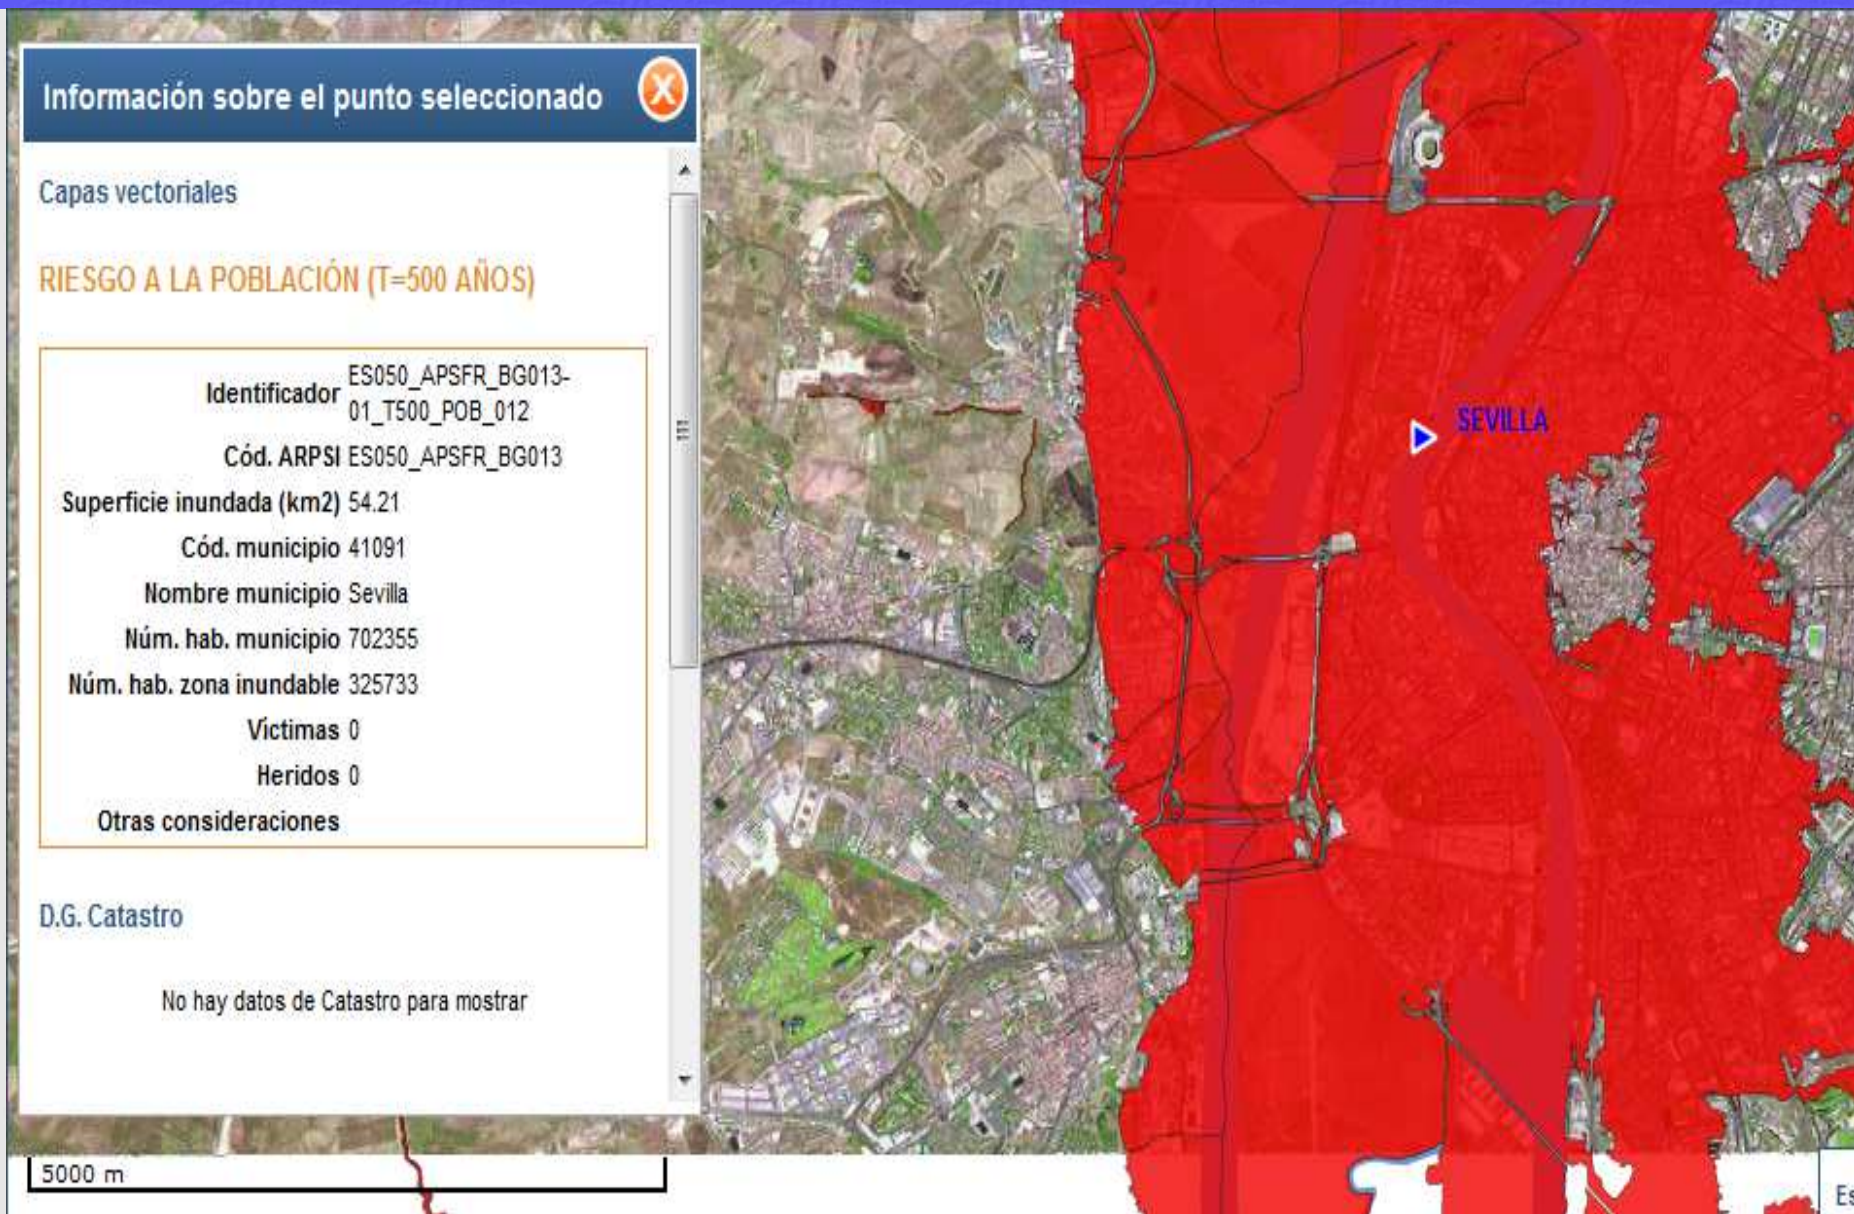 Información sobre el punto seleccionado
X
Capas vectoriales
RIESGO A LA POBLACIÓN (T=500 AÑOS)
Identificador ES050_APSFR_BG013-
01_T500_POB_012
Cód. ARPSI ES050_APSFR_BG013
Superficie inundada (km2) 54.21
Cód. municipio 41091
Nombre municipio Sevilla
Núm. hab. municipio 702355
Núm. hab. zona inundable 325733
Víctimas 0
Heridos 0
Otras consideraciones
D.G. Catastro
No hay datos de Catastro para mostrar
SEVILLA
5000 m
Es